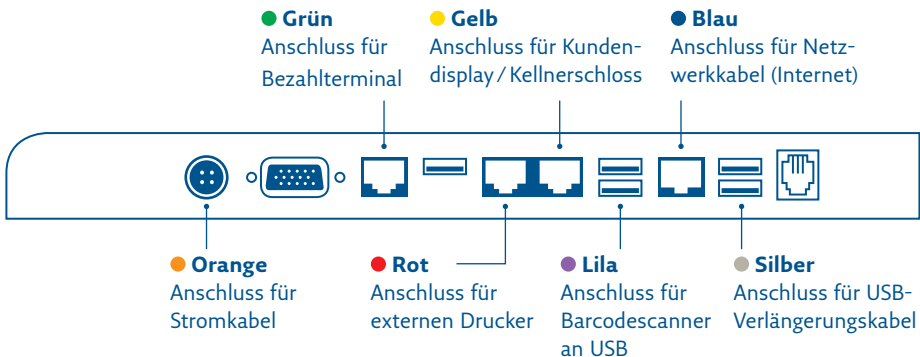 Grün
Anschluss für
Bezahlterminal
Gelb
Anschluss für Kunden-
display / Kellnerschloss
Blau
Anschluss für Netz-
werkkabel (Internet)
Orange
Anschluss für
Stromkabel
Rot
Anschluss für
externen Drucker
Lila
Anschluss für
Barcodescanner
an USB
Silber
Anschluss für USB-
Verlängerungskabel